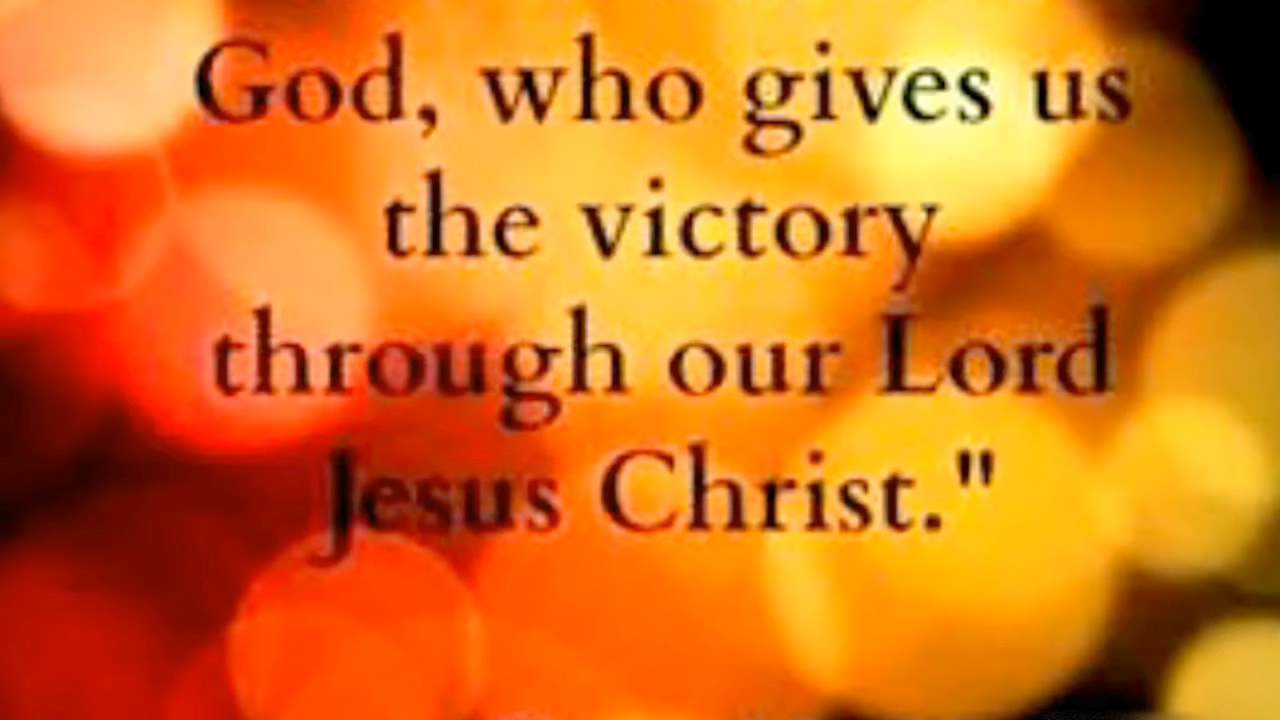 God, who gives us
the victory
through our Lord
Jesus Christ."